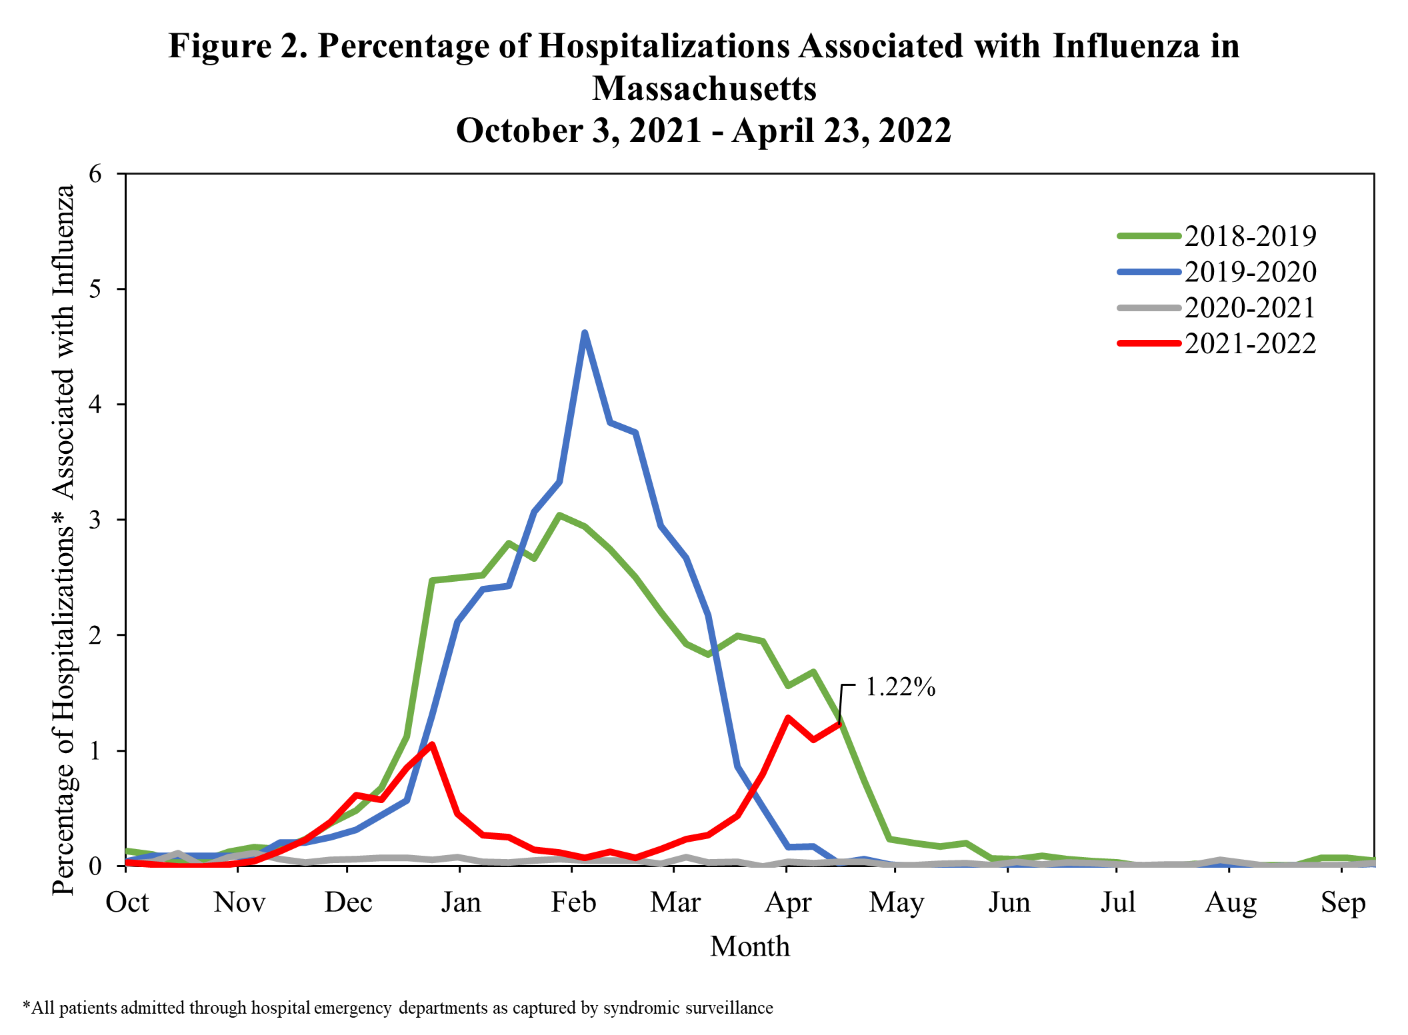 Figure 2. Percentage of Hospitalizations Associated with Influenza in
Massachusetts
October 3, 2021 - April 23, 2022
Percentage of Hospitalizations* Associated with Influenza
6
5
4
3
2
1
0
2018-2019
2019-2020
2020-2021
2021-2022
1.22%
Oct Nov Dec Jan Feb Mar Apr May Jun Jul Aug Sep
Month
*All patients admitted through hospital emergency departments as captured by syndromic surveillance